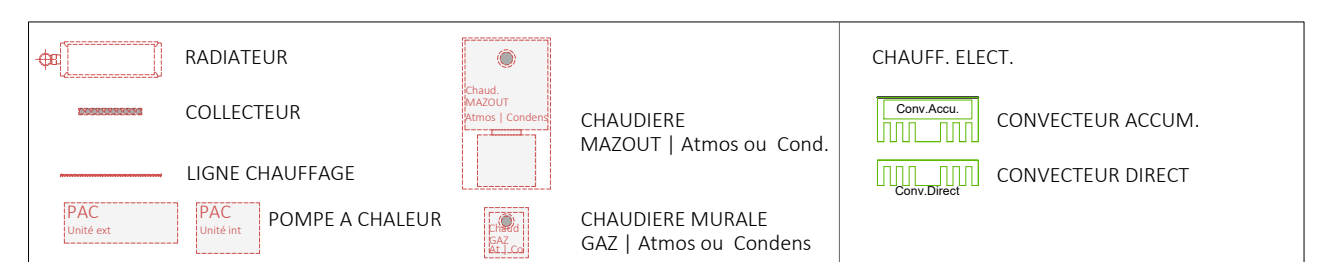 RADIATEUR
COLLECTEUR
LIGNE CHAUFFAGE
PAC
Unité ext
PAC
Unité int
POMPE A CHALEUR
Chaud.
MAZOUT
Atmos | Condens
CHAUDIERE
MAZOUT | Atmos ou Cond.
Chaud
GAZ
At | Co
CHAUDIERE MURALE
GAZ | Atmos ou Condens
CHAUFF. ELECT.
Conv.Accu.
CONVECTEUR ACCUM.
Conv.Direct
CONVECTEUR DIRECT